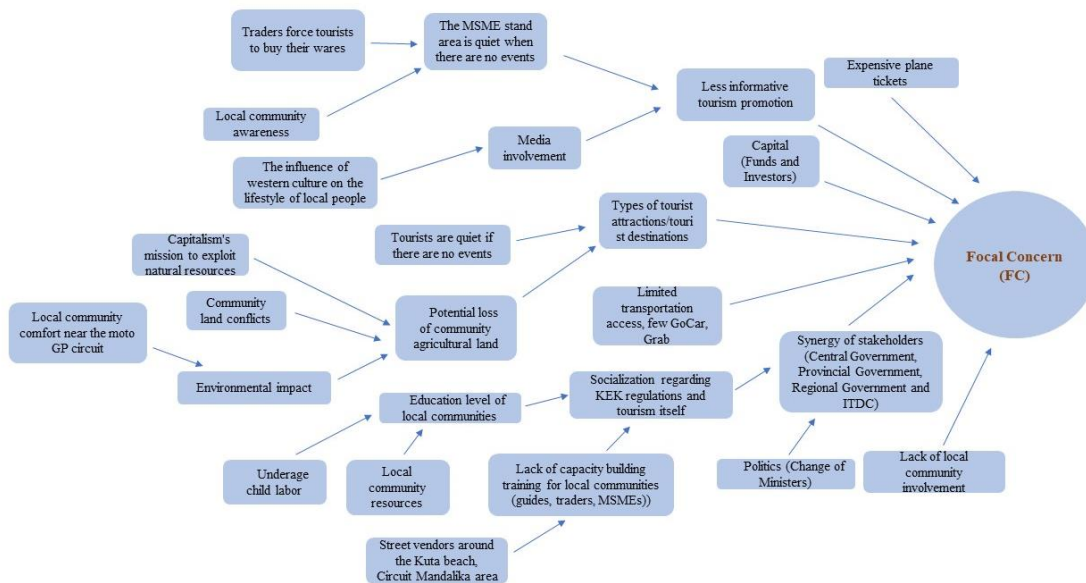 Traders force tourists
to buy their wares
The MSME stand
area is quiet when
there are no events
Expensive plane
tickets
Less informative
tourism promotion
Local community
awareness
Media
involvement
Capital
(Funds and
Investors)
The influence of
western culture on the
lifestyle of local people
Types of tourist
attractions/touri
st destinations
Tourists are quiet if
there are no events
Capitalism's
mission to exploit
natural resources
Focal Concern
(FC)
Community
land conflicts
Potential loss
of community
agricultural land
Limited
transportation
access, few GoCar,
Grab
Local community
comfort near the moto
GP circuit
Environmental impact
Synergy of stakeholders
(Central Government,
Provincial Government,
Regional Government and
ITDC)
Socialization regarding
KEK regulations and
tourism itself
Education level of
local communities
Underage
child labor
Local
community
resources
Lack of capacity building
training for local communities
(guides, traders, MSMEs))
Politics (Change of
Ministers)
Lack of local
community
involvement
Street vendors around
the Kuta beach,
Circuit Mandalika area